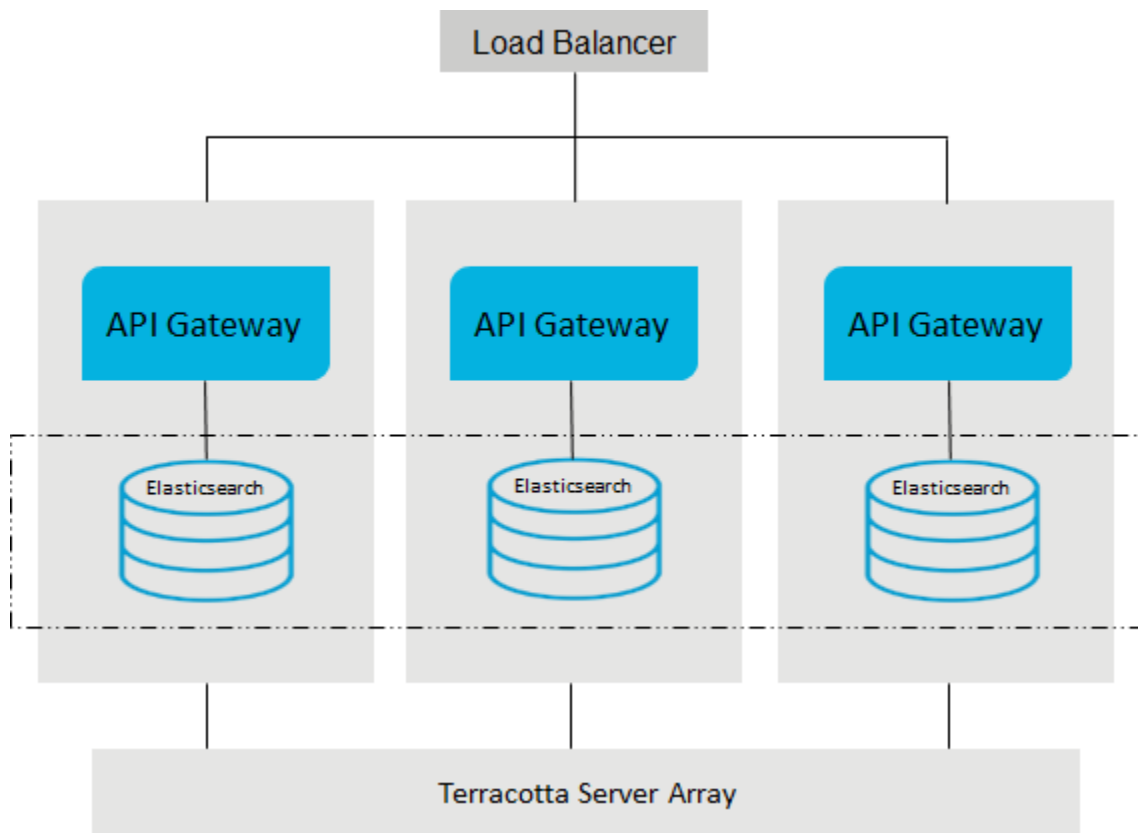 Load Balancer
API Gateway
API Gateway
API Gateway
Elasticsearch
Elasticsearch
Elasticsearch
Terracotta Server Array